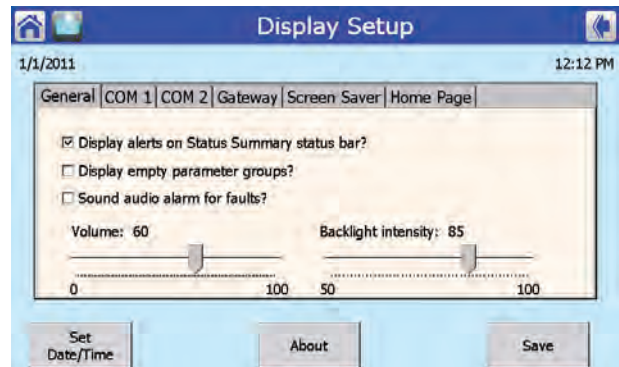 Display Setup
1/1/2011 12:12 PM
General COM 1 COM 2 Gateway Screen Saver Home Page
Display alerts on Status Summary status bar?
Display empty parameter groups?
Sound audio alarm for faults?
Volume: 60 Backlight intensity: 85
0 100 50 100
Set
Date/Time
About
Save